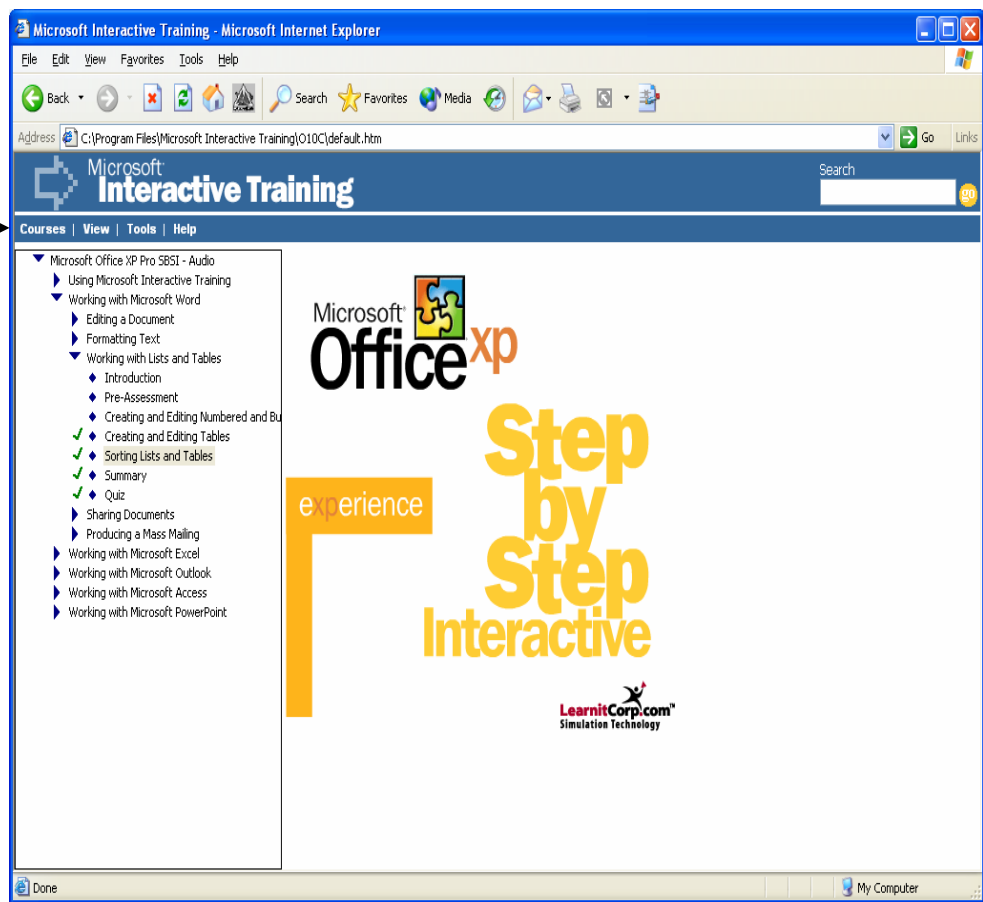 Microsoft Interactive Training - Microsoft Internet Explorer
File Edit View Favorites Tools Help
Back Search Favorites Media
Address C:\Program Files\Microsoft Interactive Training\O10C\default.htm Go Links
Microsoft
Interactive Training
Search
go
Courses | View | Tools | Help
Microsoft Office XP Pro SBSI - Audio
Using Microsoft Interactive Training
Working with Microsoft Word
Editing a Document
Formatting Text
Working with Lists and Tables
Introduction
Pre-Assessment
Creating and Editing Numbered and Bu
Creating and Editing Tables
Sorting Lists and Tables
Summary
Quiz
Sharing Documents
Producing a Mass Mailing
Working with Microsoft Excel
Working with Microsoft Outlook
Working with Microsoft Access
Working with Microsoft PowerPoint
Microsoft
Office xp
experience
Step
by
Step
Interactive
LearnitCorp.com™
Simulation Technology
Done My Computer